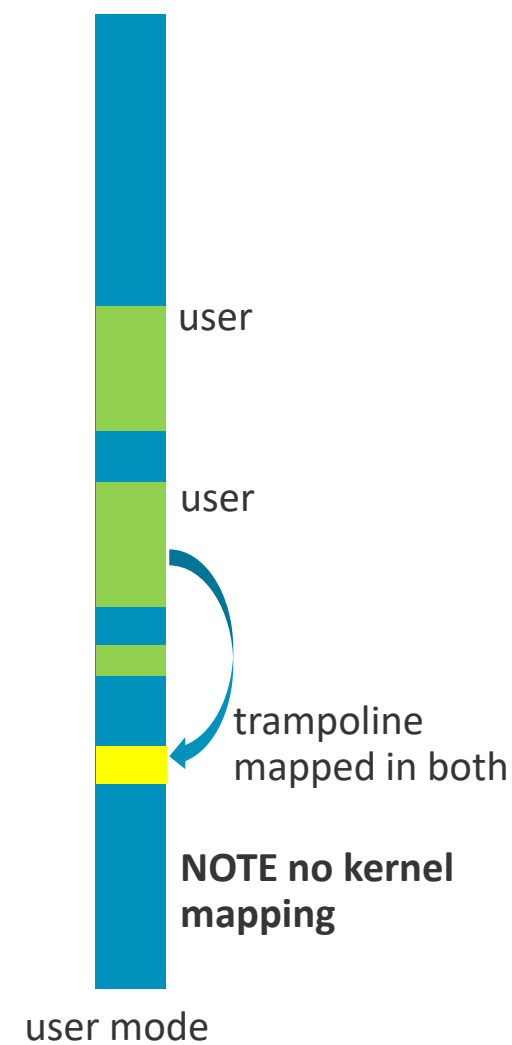 user
user
trampoline
mapped in both
NOTE no kernel
mapping
user mode